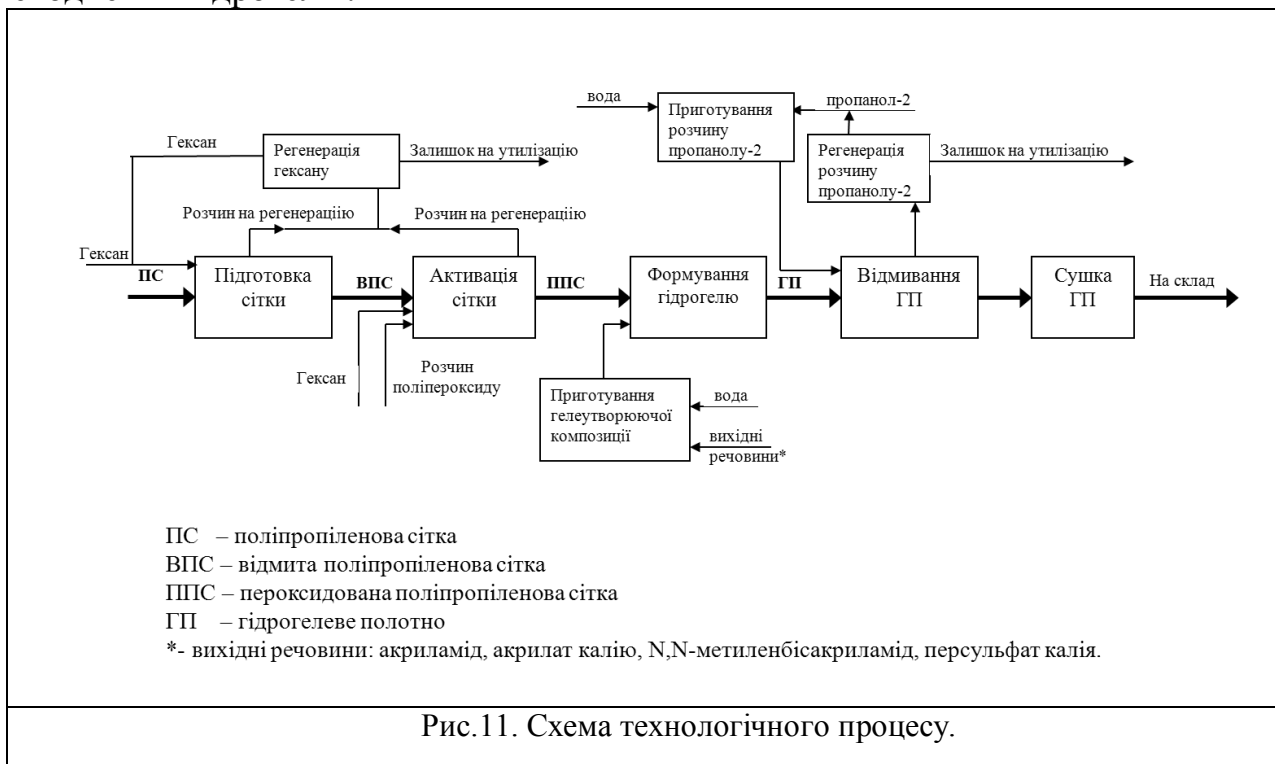 вода
Приготування
розчину
пропанолу-2
пропанол-2
Гексан
Регенерація
гексану
Залишок на утилізацію
Регенерація
розчину
пропанолу-2
Залишок на утилізацію
Розчин на регенераціію
Розчин на регенераціію
Гексан
ПС
Підготовка
сітки
ВПС
Активація
сітки
ППС
Формування
гідрогелю
ГП
Відмивання
ГП
Сушка
ГП
На склад
Гексан
Розчин
поліпероксиду
Приготування
гелеутворюючої
композиції
вода
вихідні
речовини*
ПС – поліпропіленова сітка
ВПС – відмита поліпропіленова сітка
ППС – пероксидована поліпропіленова сітка
ГП – гідрогелеве полотно
*- вихідні речовини: акриламід, акрилат калію, N,N-метиленбісакриламід, персульфат калія.
Рис.11. Схема технологічного процесу.